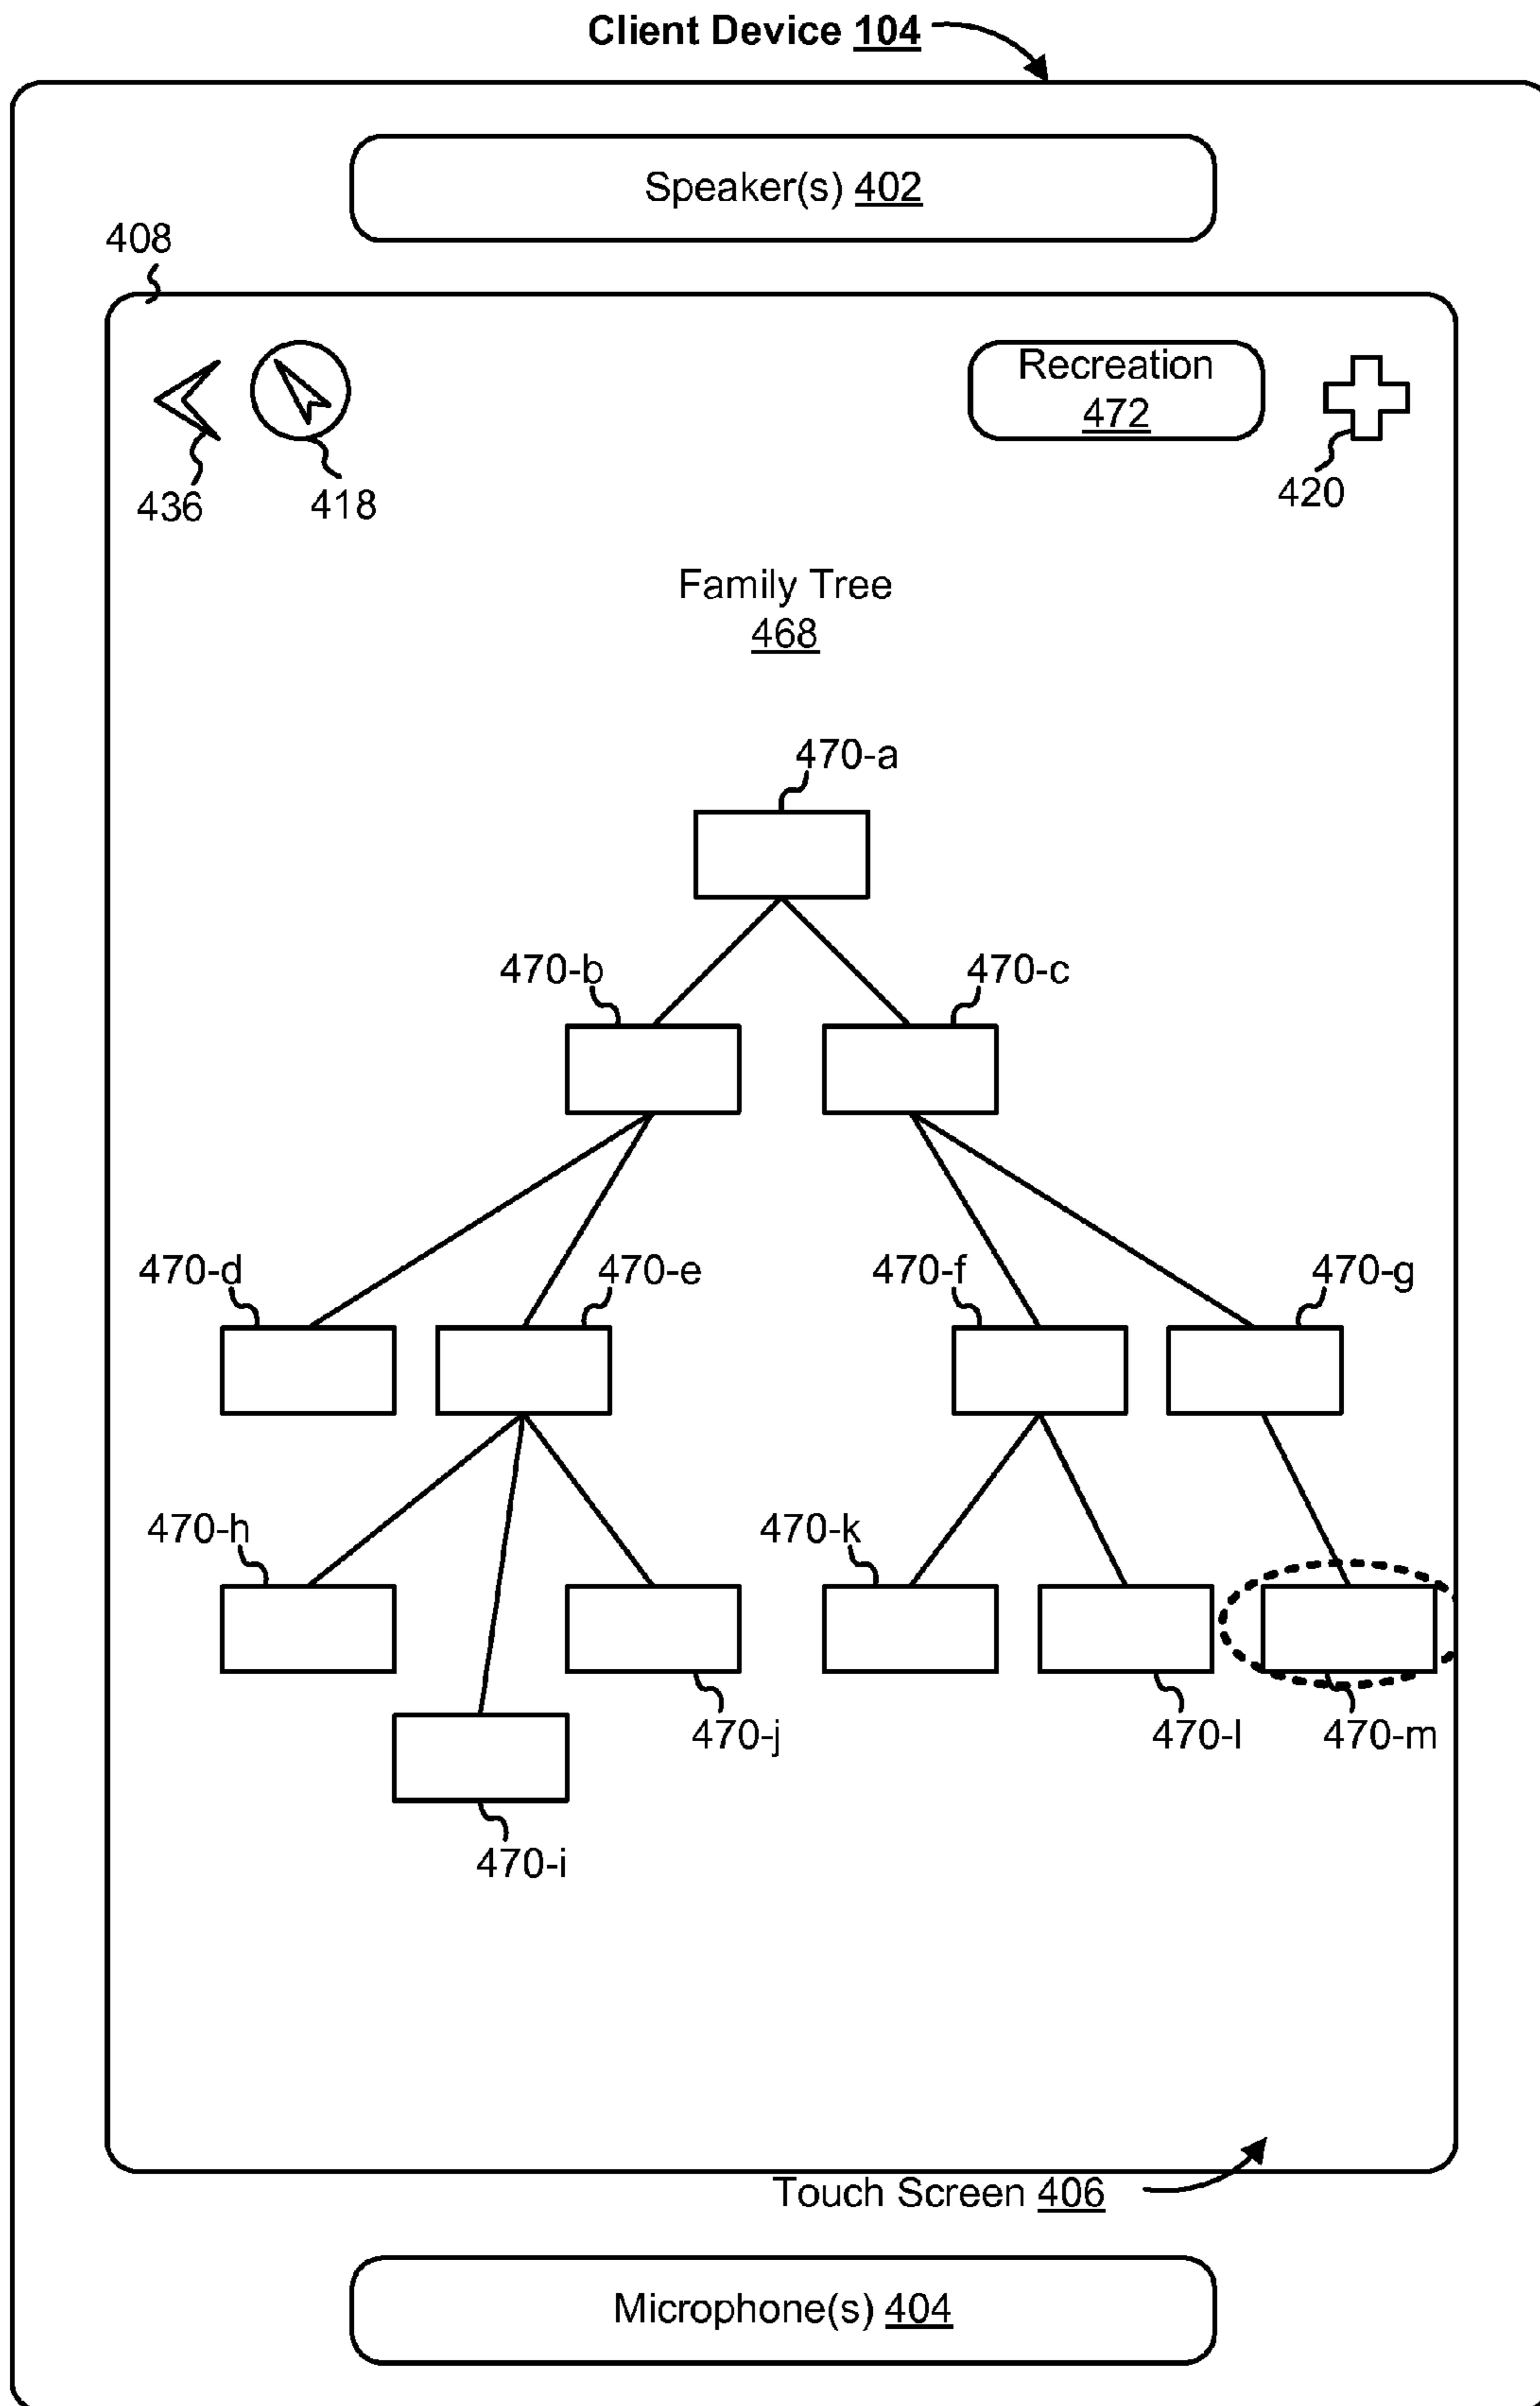 Client Device 104
Speaker(s) 402
408
Recreation
472
436
418
420
Family Tree
468
470-a
470-b
470-c
470-d
470-e
470-f
470-g
470-h
470-k
470-j
470-l
470-m
470-i
Touch Screen 406
Microphone(s) 404